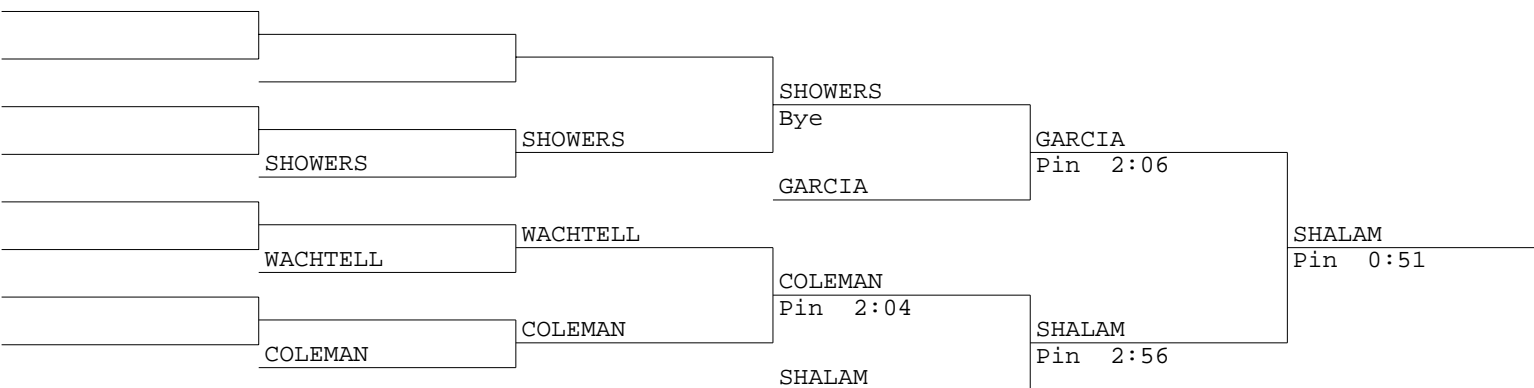 SHOWERS
Bye
SHOWERS
GARCIA
SHOWERS
Pin  2:06
GARCIA
WACHTELL
SHALAM
WACHTELL
Pin  0:51
COLEMAN
Pin  2:04
COLEMAN
SHALAM
COLEMAN
Pin  2:56
SHALAM